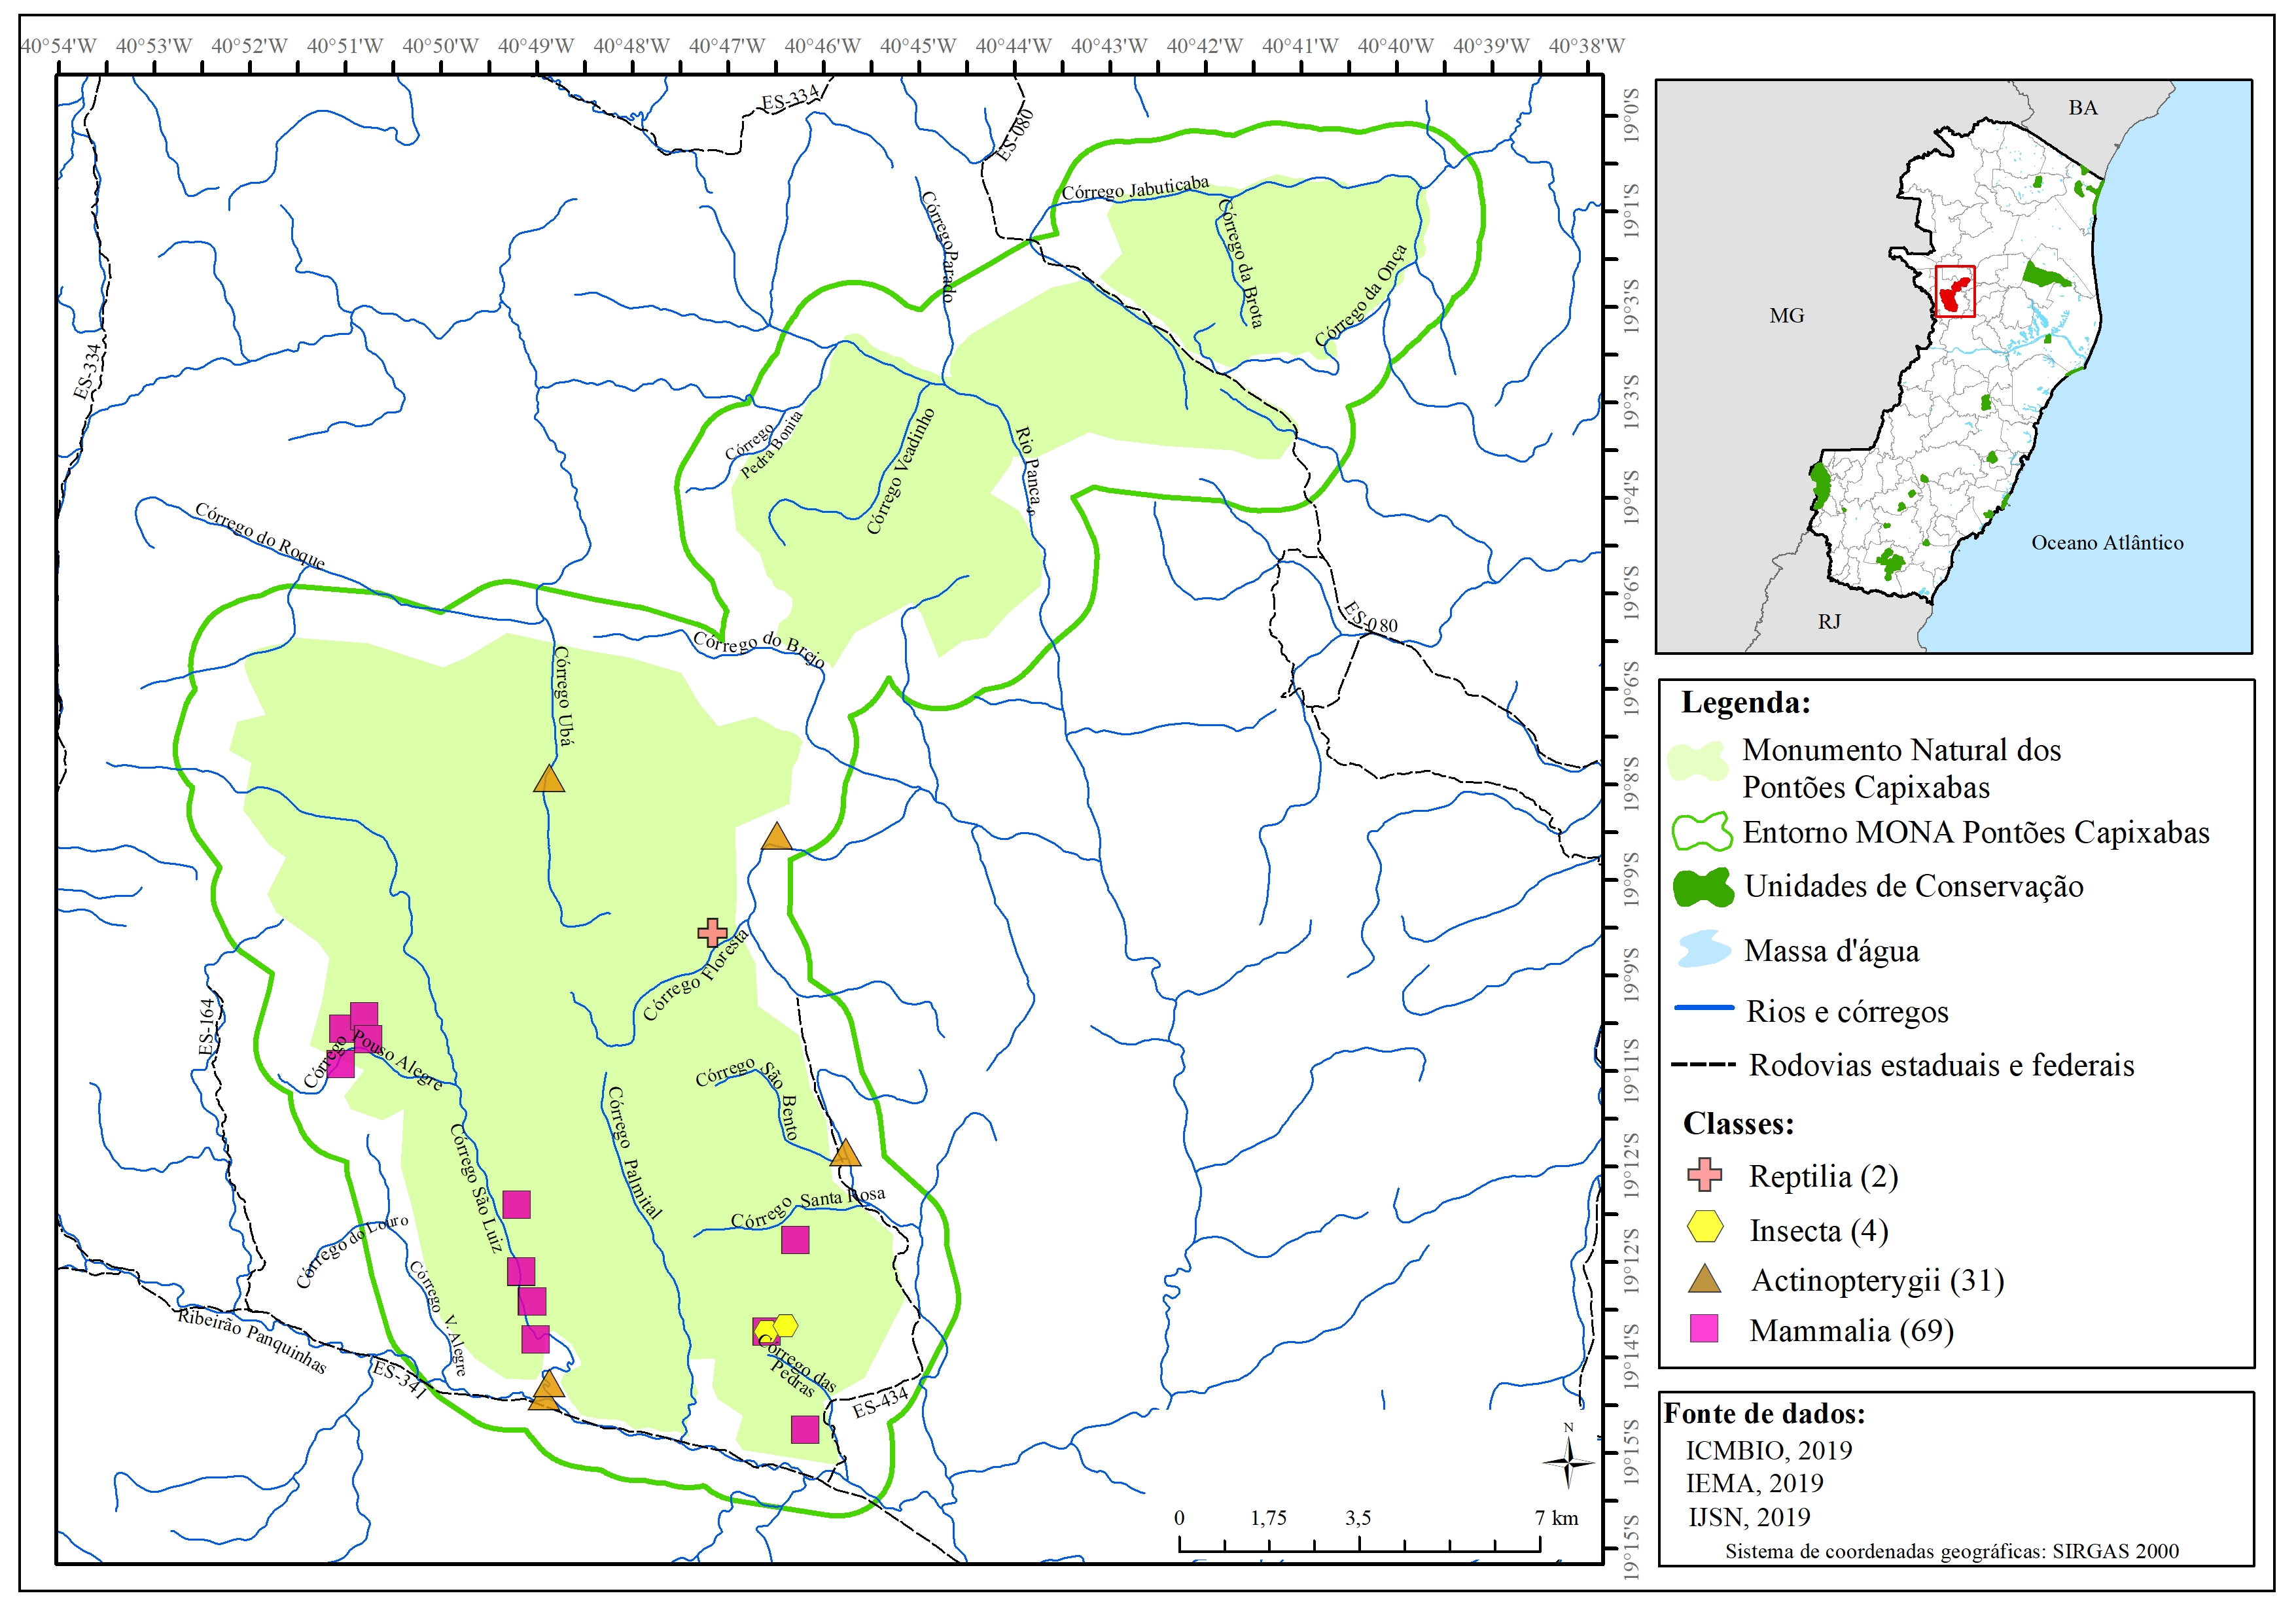 40°54'W 40°53'W 40°52'W 40°51'W 40°50'W 40°49'W 40°48'W 40°47'W 40°46'W 40°45'W 40°44'W 40°43'W 40°42'W 40°41'W 40°40'W 40°39'W 40°38'W
19°0'S
19°1'S
19°3'S
19°3'S
19°4'S
19°6'S
19°6'S
19°8'S
19°9'S
19°9'S
19°11'S
19°12'S
19°12'S
19°14'S
19°15'S
19°15'S
ES-334
ES-080
Córrego Jabuticaba
Córrego Parado
Córrego da Brota
Córrego da Onça
ES-334
Córrego
Pedra Bonita
Córrego Veadinho
Rio Pancas
Córrego do Roque
ES-080
Córrego do Brejo
Córrego Ubá
Córrego Floresta
ES-164
Córrego Pouso Alegre
Córrego São Bento
Córrego Palmital
Córrego São Luiz
Córrego Santa Rosa
Córrego do Louro
Córrego V. Alegre
Ribeirão Panquinhas
ES-341
Córrego das
Pedras
ES-434
N
0 1,75 3,5 7 km
BA
MG
Oceano Atlântico
RJ
Legenda:
Monumento Natural dos
Pontões Capixabas
Entorno MONA Pontões Capixabas
Unidades de Conservação
Massa d'água
Rios e córregos
Rodovias estaduais e federais
Classes:
Reptilia (2)
Insecta (4)
Actinopterygii (31)
Mammalia (69)
Fonte de dados:
ICMBIO, 2019
IEMA, 2019
IJSN, 2019
Sistema de coordenadas geográficas: SIRGAS 2000